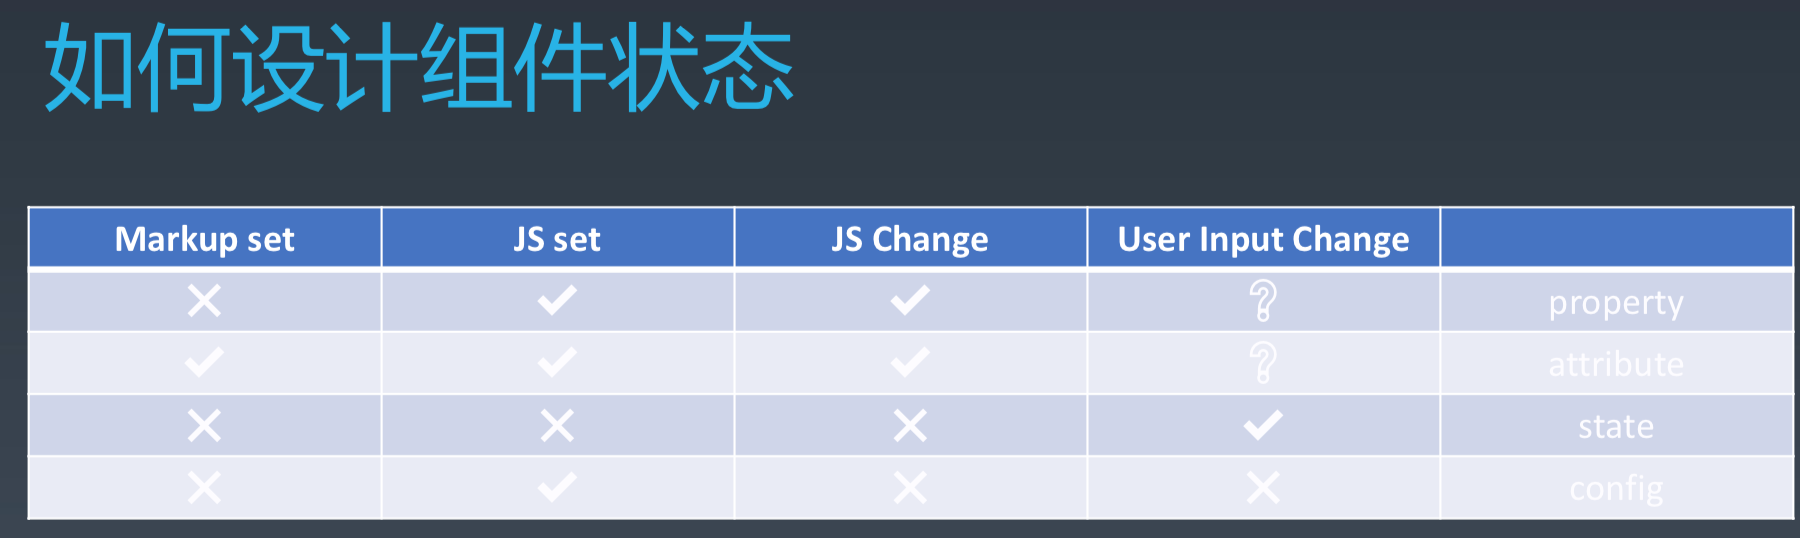 如何设计组件状态
Markup set JS set JS Change User Input Change
property
attribute
state
config